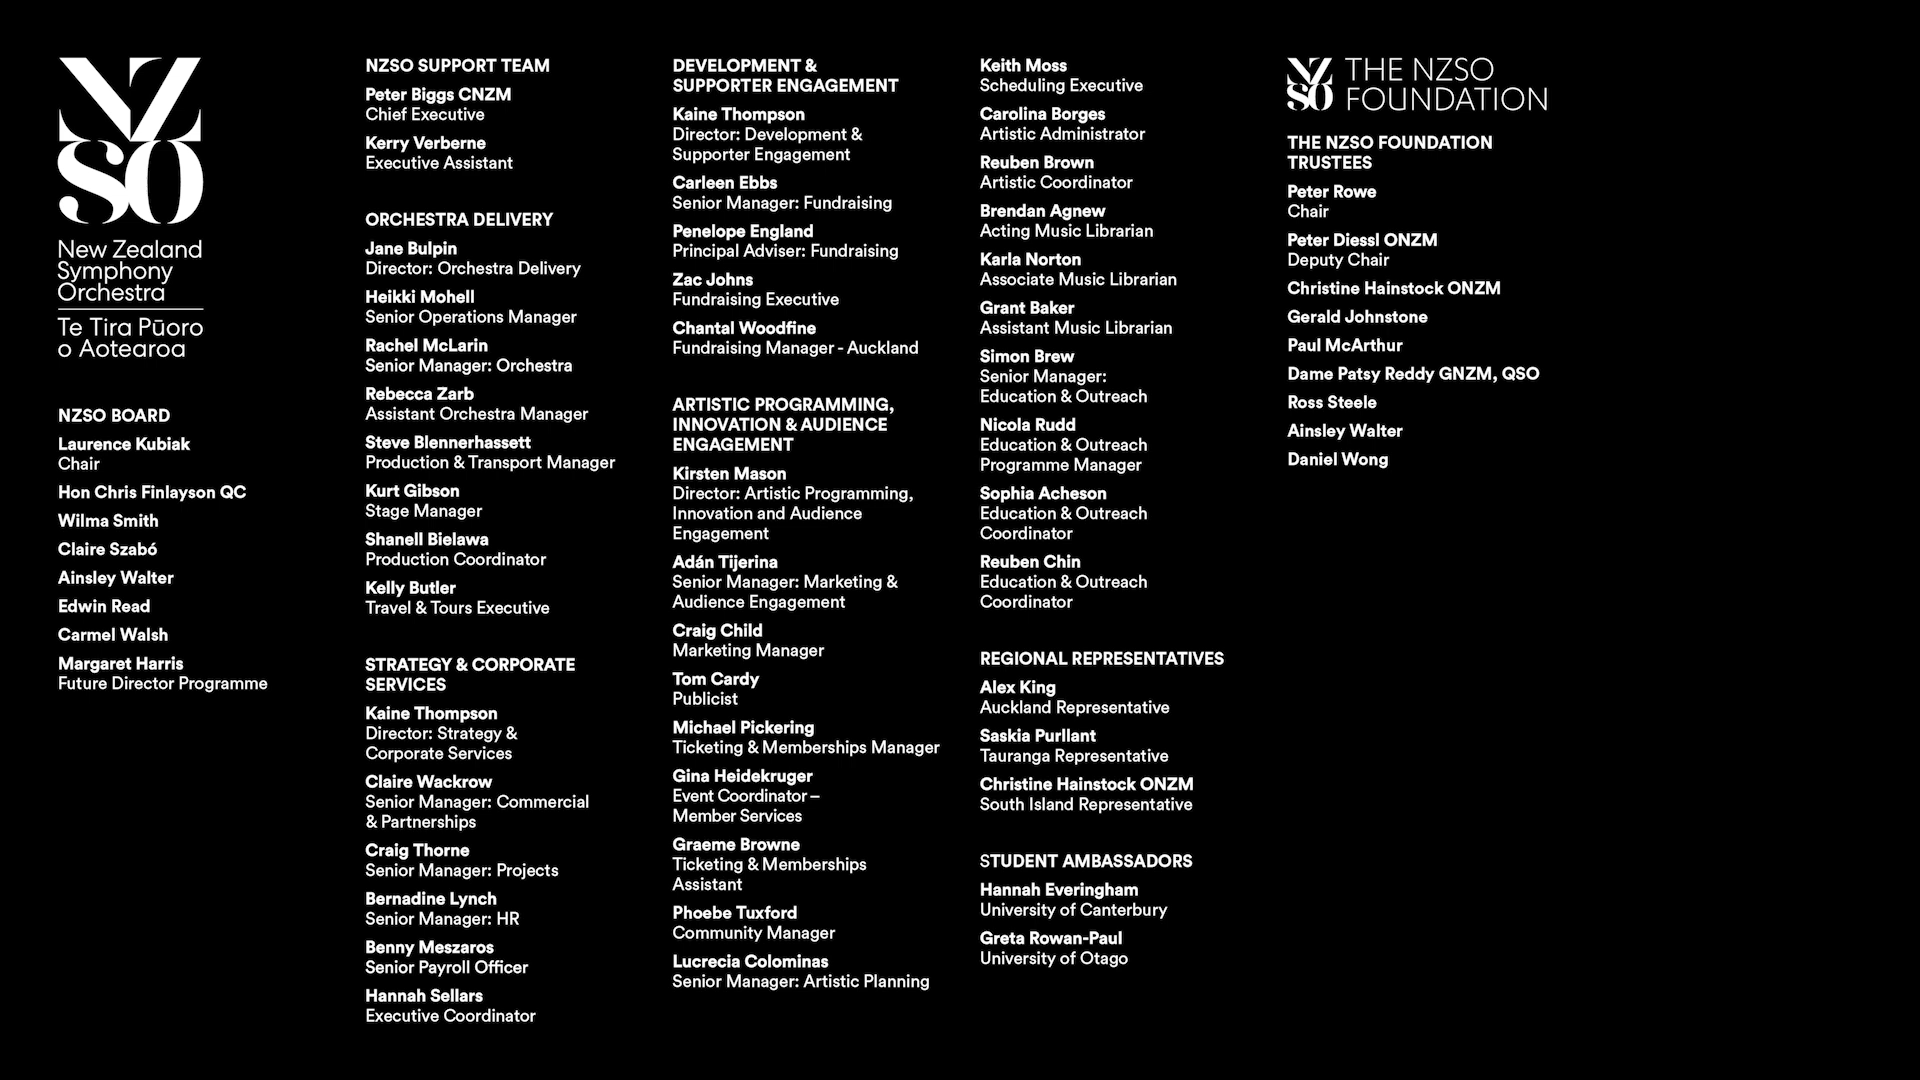 NZSO
New Zealand
Symphony
Orchestra
Te Tira Pūoro
o Aotearoa
NZSO BOARD
Laurence Kubiak
Chair
Hon Chris Finlayson QC
Wilma Smith
Claire Szabó
Ainsley Walter
Edwin Read
Carmel Walsh
Margaret Harris
Future Director Programme
NZSO SUPPORT TEAM
Peter Biggs CNZM
Chief Executive
Kerry Verberne
Executive Assistant
ORCHESTRA DELIVERY
Jane Bulpin
Director: Orchestra Delivery
Heikki Mohell
Senior Operations Manager
Rachel McLarin
Senior Manager: Orchestra
Rebecca Zarb
Assistant Orchestra Manager
Steve Blennerhassett
Production & Transport Manager
Kurt Gibson
Stage Manager
Shanell Bielawa
Production Coordinator
Kelly Butler
Travel & Tours Executive
STRATEGY & CORPORATE
SERVICES
Kaine Thompson
Director: Strategy &
Corporate Services
Claire Wackrow
Senior Manager: Commercial
& Partnerships
Craig Thorne
Senior Manager: Projects
Bernadine Lynch
Senior Manager: HR
Benny Meszaros
Senior Payroll Officer
Hannah Sellars
Executive Coordinator
DEVELOPMENT &
SUPPORTER ENGAGEMENT
Kaine Thompson
Director: Development &
Supporter Engagement
Carleen Ebbs
Senior Manager: Fundraising
Penelope England
Principal Adviser: Fundraising
Zac Johns
Fundraising Executive
Chantal Woodfine
Fundraising Manager - Auckland
ARTISTIC PROGRAMMING,
INNOVATION & AUDIENCE
ENGAGEMENT
Kirsten Mason
Director: Artistic Programming,
Innovation and Audience
Engagement
Adán Tijerina
Senior Manager: Marketing &
Audience Engagement
Craig Child
Marketing Manager
Tom Cardy
Publicist
Michael Pickering
Ticketing & Memberships Manager
Gina Heidekruger
Event Coordinator –
Member Services
Graeme Browne
Ticketing & Memberships
Assistant
Phoebe Tuxford
Community Manager
Lucrecia Colominas
Senior Manager: Artistic Planning
Keith Moss
Scheduling Executive
Carolina Borges
Artistic Administrator
Reuben Brown
Artistic Coordinator
Brendan Agnew
Acting Music Librarian
Karla Norton
Associate Music Librarian
Grant Baker
Assistant Music Librarian
Simon Brew
Senior Manager:
Education & Outreach
Nicola Rudd
Education & Outreach
Programme Manager
Sophia Acheson
Education & Outreach
Coordinator
Reuben Chin
Education & Outreach
Coordinator
REGIONAL REPRESENTATIVES
Alex King
Auckland Representative
Saskia Purllant
Tauranga Representative
Christine Hainstock ONZM
South Island Representative
STUDENT AMBASSADORS
Hannah Everingham
University of Canterbury
Greta Rowan-Paul
University of Otago
NZSO
THE NZSO
FOUNDATION
THE NZSO FOUNDATION
TRUSTEES
Peter Rowe
Chair
Peter Diessl ONZM
Deputy Chair
Christine Hainstock ONZM
Gerald Johnstone
Paul McArthur
Dame Patsy Reddy GNZM, QSO
Ross Steele
Ainsley Walter
Daniel Wong